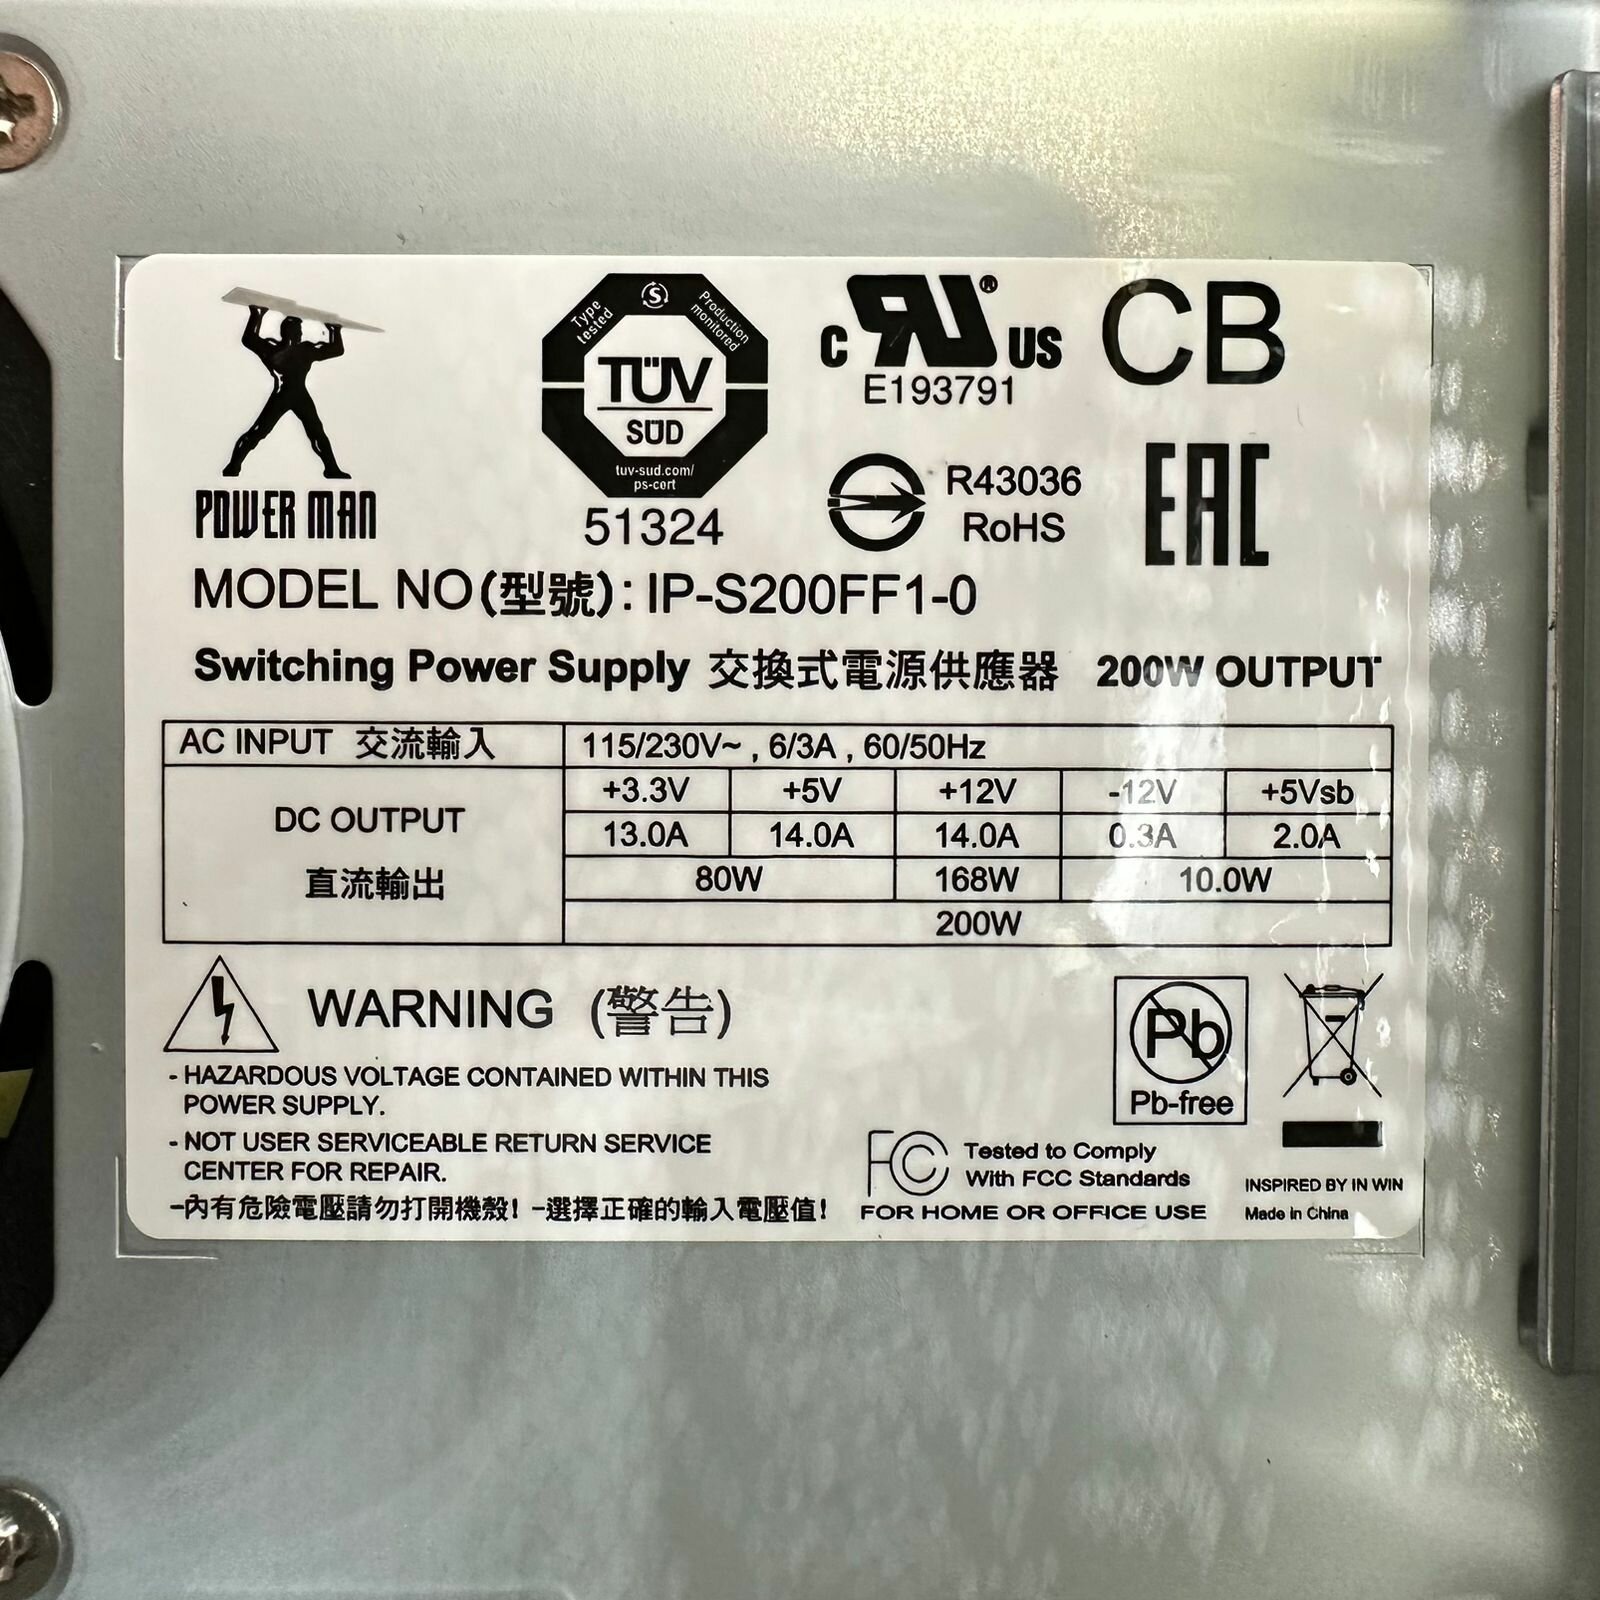 Type tested
Production monitored
TÜV
SÜD
tuv-sud.com/
ps-cert
51324
POWER MAN
c RU® US
E193791
CB
R43036
RoHS
EAC
MODEL NO(型號): IP-S200FF1-0
Switching Power Supply 交換式電源供應器 200W OUTPUT
AC INPUT 交流輸入 115/230V~ , 6/3A , 60/50Hz
DC OUTPUT
直流輸出
+3.3V +5V +12V -12V +5Vsb
13.0A 14.0A 14.0A 0.3A 2.0A
80W 168W 10.0W
200W
WARNING (警告)
- HAZARDOUS VOLTAGE CONTAINED WITHIN THIS
POWER SUPPLY.
- NOT USER SERVICEABLE RETURN SERVICE
CENTER FOR REPAIR.
-內有危險電壓請勿打開機殼! -選擇正確的輸入電壓值!
Pb
Pb-free
FC Tested to Comply
With FCC Standards
FOR HOME OR OFFICE USE
INSPIRED BY IN WIN
Made in China